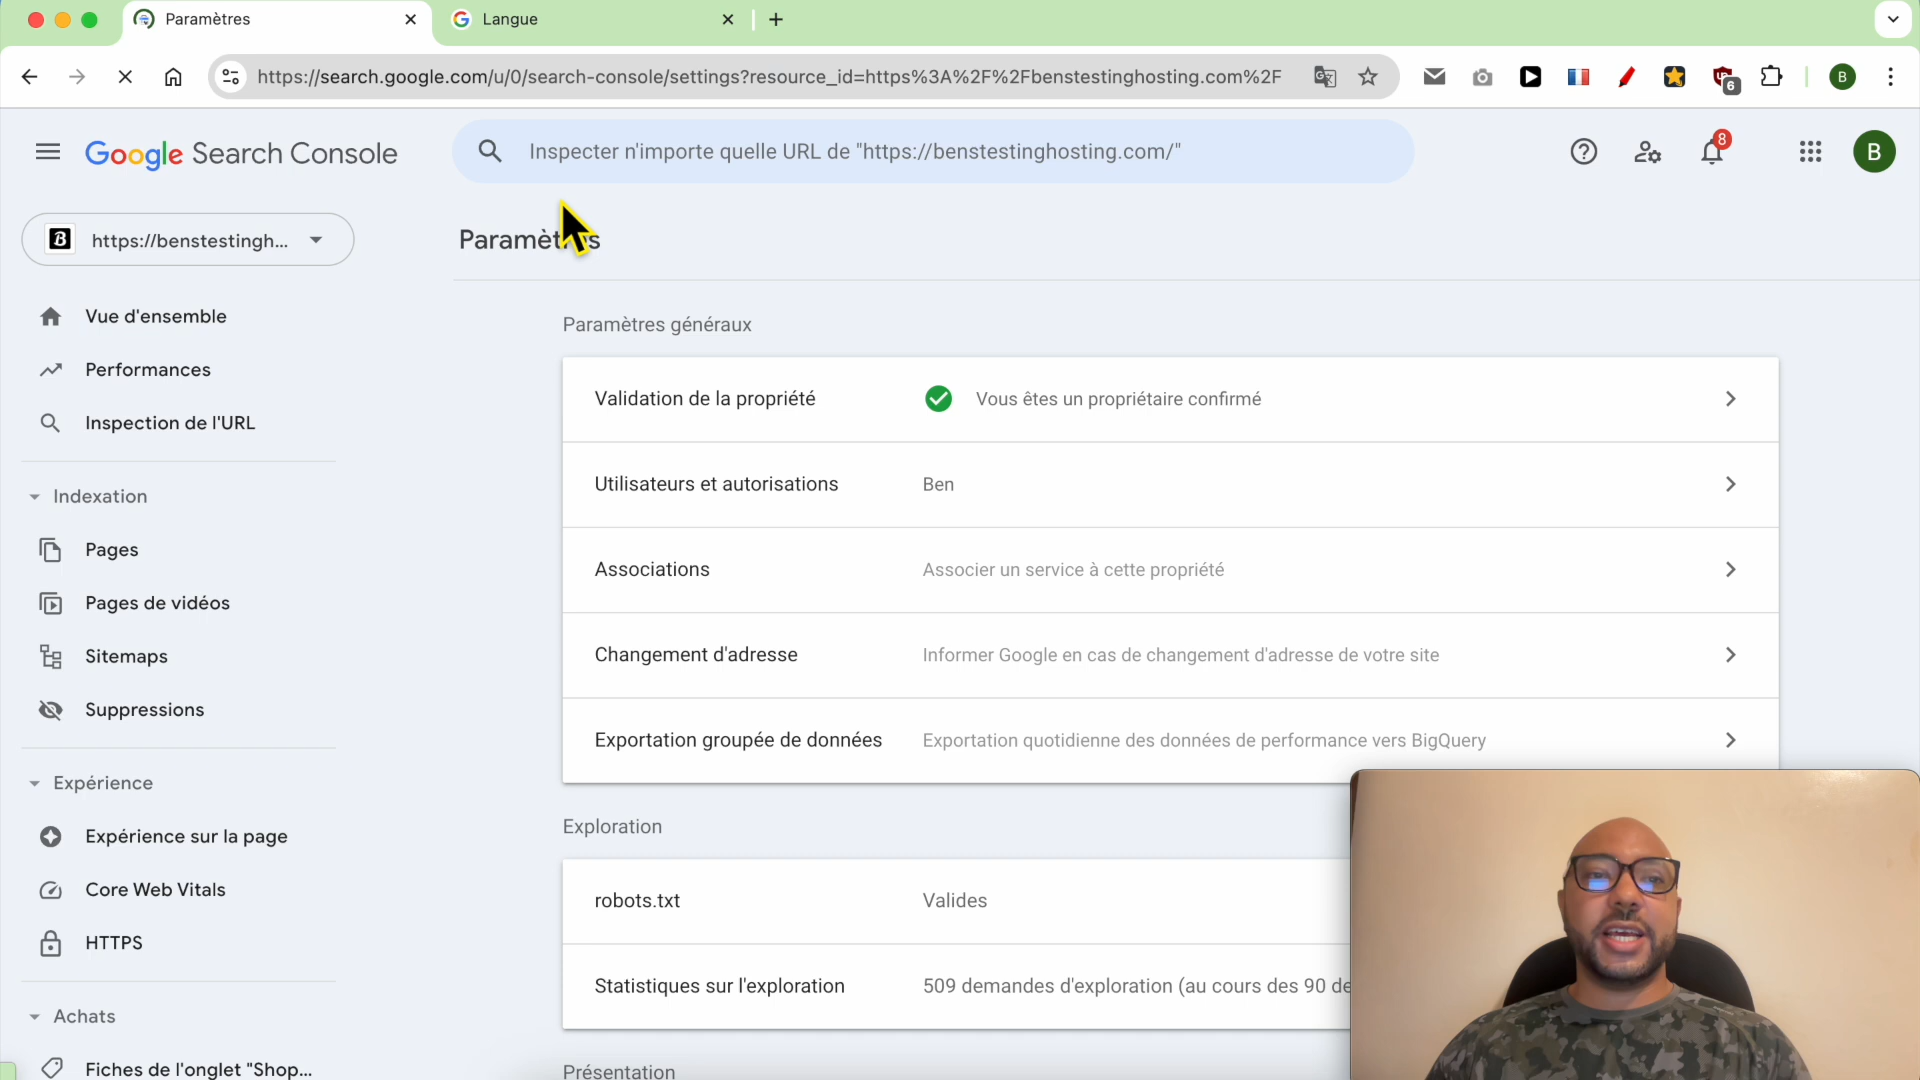 Paramètres
Langue
https://search.google.com/u/0/search-console/settings?resource_id=https%3A%2F%2Fbenstestinghosting.com%2F
6
B
Google Search Console
Inspecter n'importe quelle URL de "https://benstestinghosting.com/"
8
B
B
https://benstestingh...
Paramètres
Vue d'ensemble
Performances
Inspection de l'URL
Indexation
Pages
Pages de vidéos
Sitemaps
Suppressions
Expérience
Expérience sur la page
Core Web Vitals
HTTPS
Achats
Fiches de l'onglet "Shop...
Paramètres généraux
Validation de la propriété
Vous êtes un propriétaire confirmé
Utilisateurs et autorisations
Ben
Associations
Associer un service à cette propriété
Changement d'adresse
Informer Google en cas de changement d'adresse de votre site
Exportation groupée de données
Exportation quotidienne des données de performance vers BigQuery
Exploration
robots.txt
Valides
Statistiques sur l'exploration
509 demandes d'exploration (au cours des 90 de
Présentation